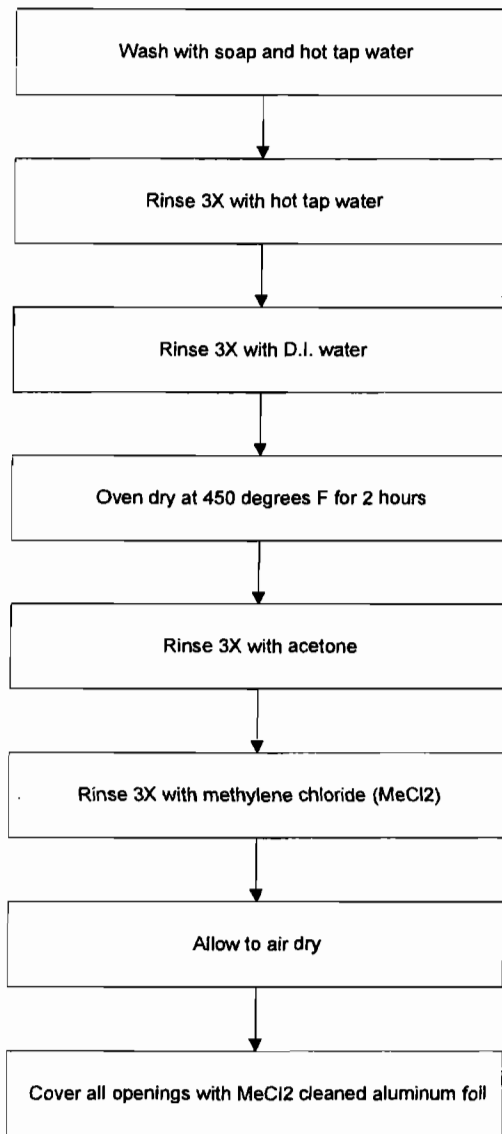 Wash with soap and hot tap water
Rinse 3X with hot tap water
Rinse 3X with D.I. water
Oven dry at 450 degrees F for 2 hours
Rinse 3X with acetone
Rinse 3X with methylene chloride (MeCl2)
Allow to air dry
Cover all openings with MeCl2 cleaned aluminum foil